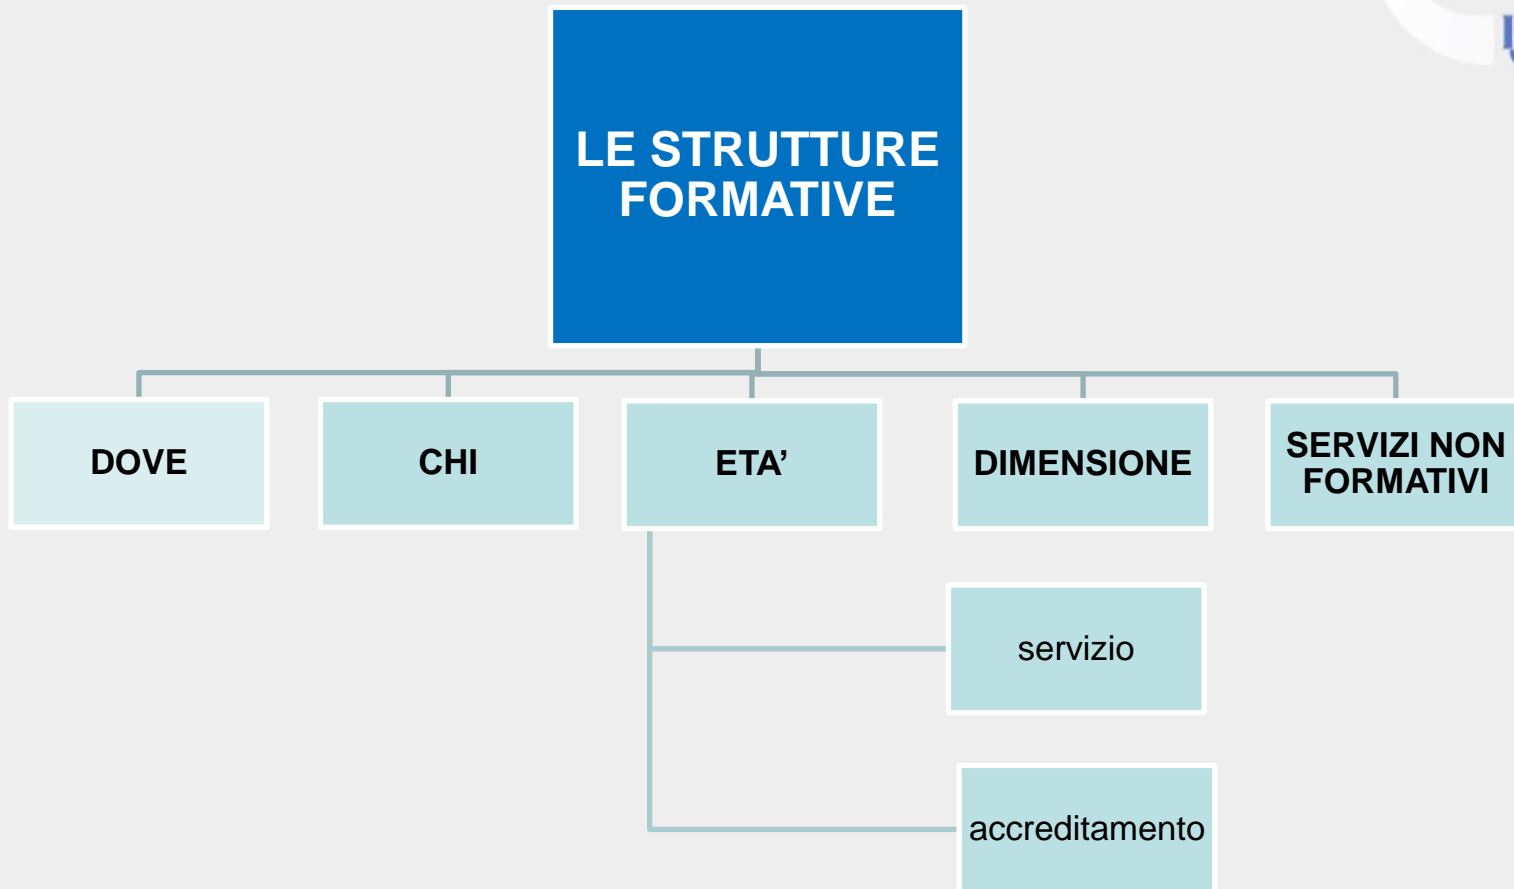 LE STRUTTURE
FORMATIVE
DOVE
CHI
ETA’
DIMENSIONE
SERVIZI NON
FORMATIVI
servizio
accreditamento